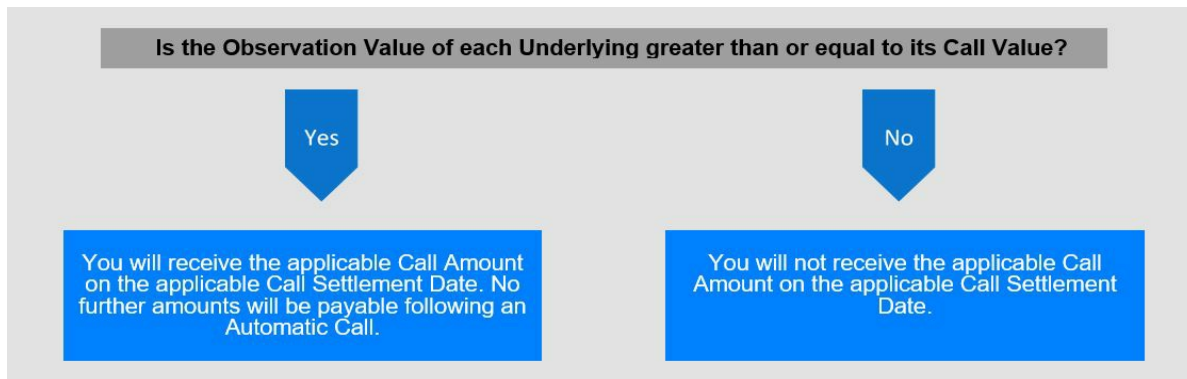 Is the Observation Value of each Underlying greater than or equal to its Call Value?
Yes
No
You will receive the applicable Call Amount
on the applicable Call Settlement Date. No
further amounts will be payable following an
Automatic Call.
You will not receive the applicable Call
Amount on the applicable Call Settlement
Date.